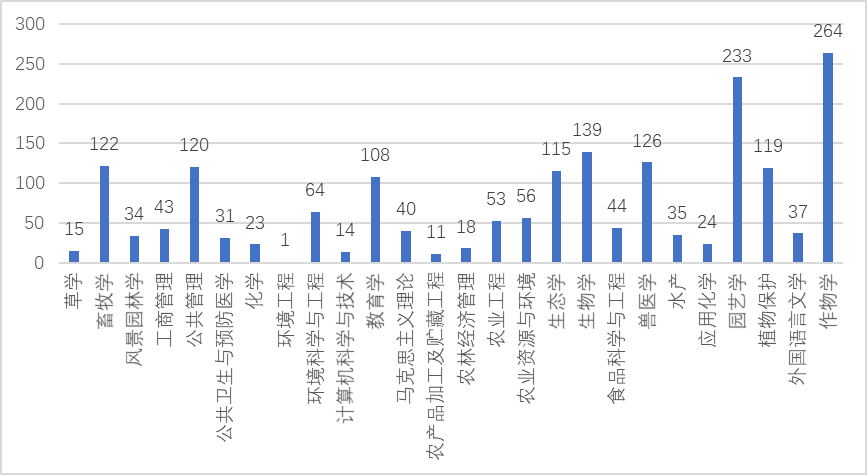 300
250
200
150
100
50
0
15
122
34
43
120
31
23
1
64
14
108
40
11
18
53
56
115
139
44
126
35
24
233
119
37
264
草学
畜牧学
风景园林学
工商管理
公共管理
公共卫生与预防医学
化学
环境工程
环境科学与工程
计算机科学与技术
教育学
马克思主义理论
农产品加工及贮藏工程
农林经济管理
农业工程
农业资源与环境
生态学
生物学
食品科学与工程
兽医学
水产
应用化学
园艺学
植物保护
外国语言文学
作物学